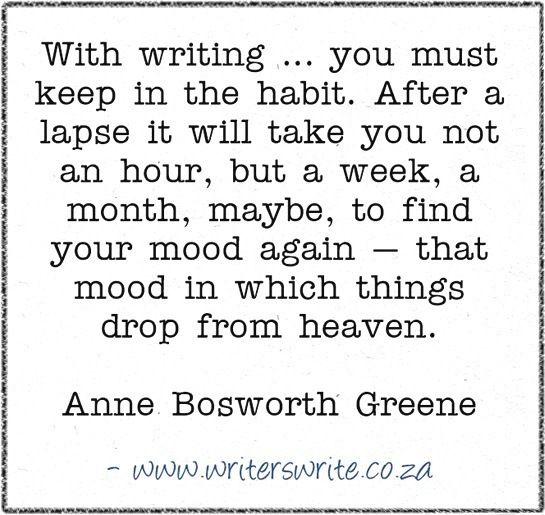 With writing ... you must
keep in the habit. After a
lapse it will take you not
an hour, but a week, a
month, maybe, to find
your mood again — that
mood in which things
drop from heaven.
Anne Bosworth Greene
- www.writerswrite.co.za